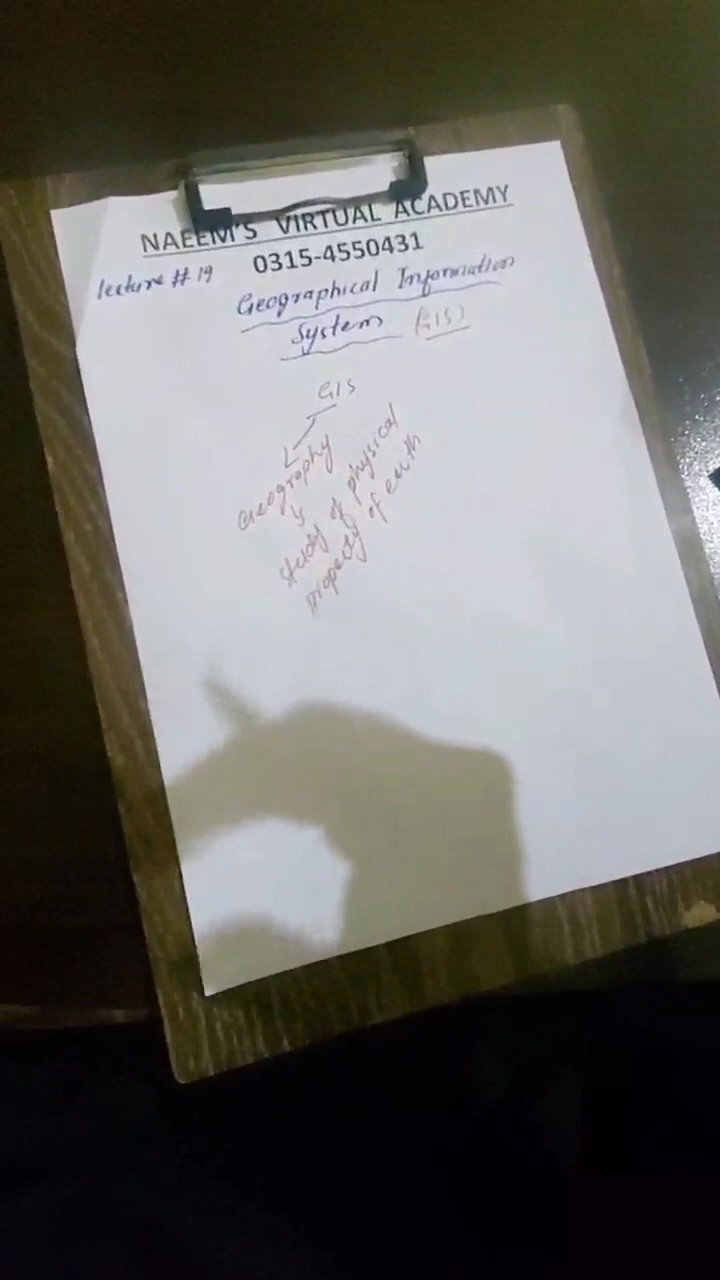 NAEEM'S VIRTUAL ACADEMY
0315-4550431
lecture # 19
Geographical Information
System (GIS)
GIS
Geography
study of physical
property of earth